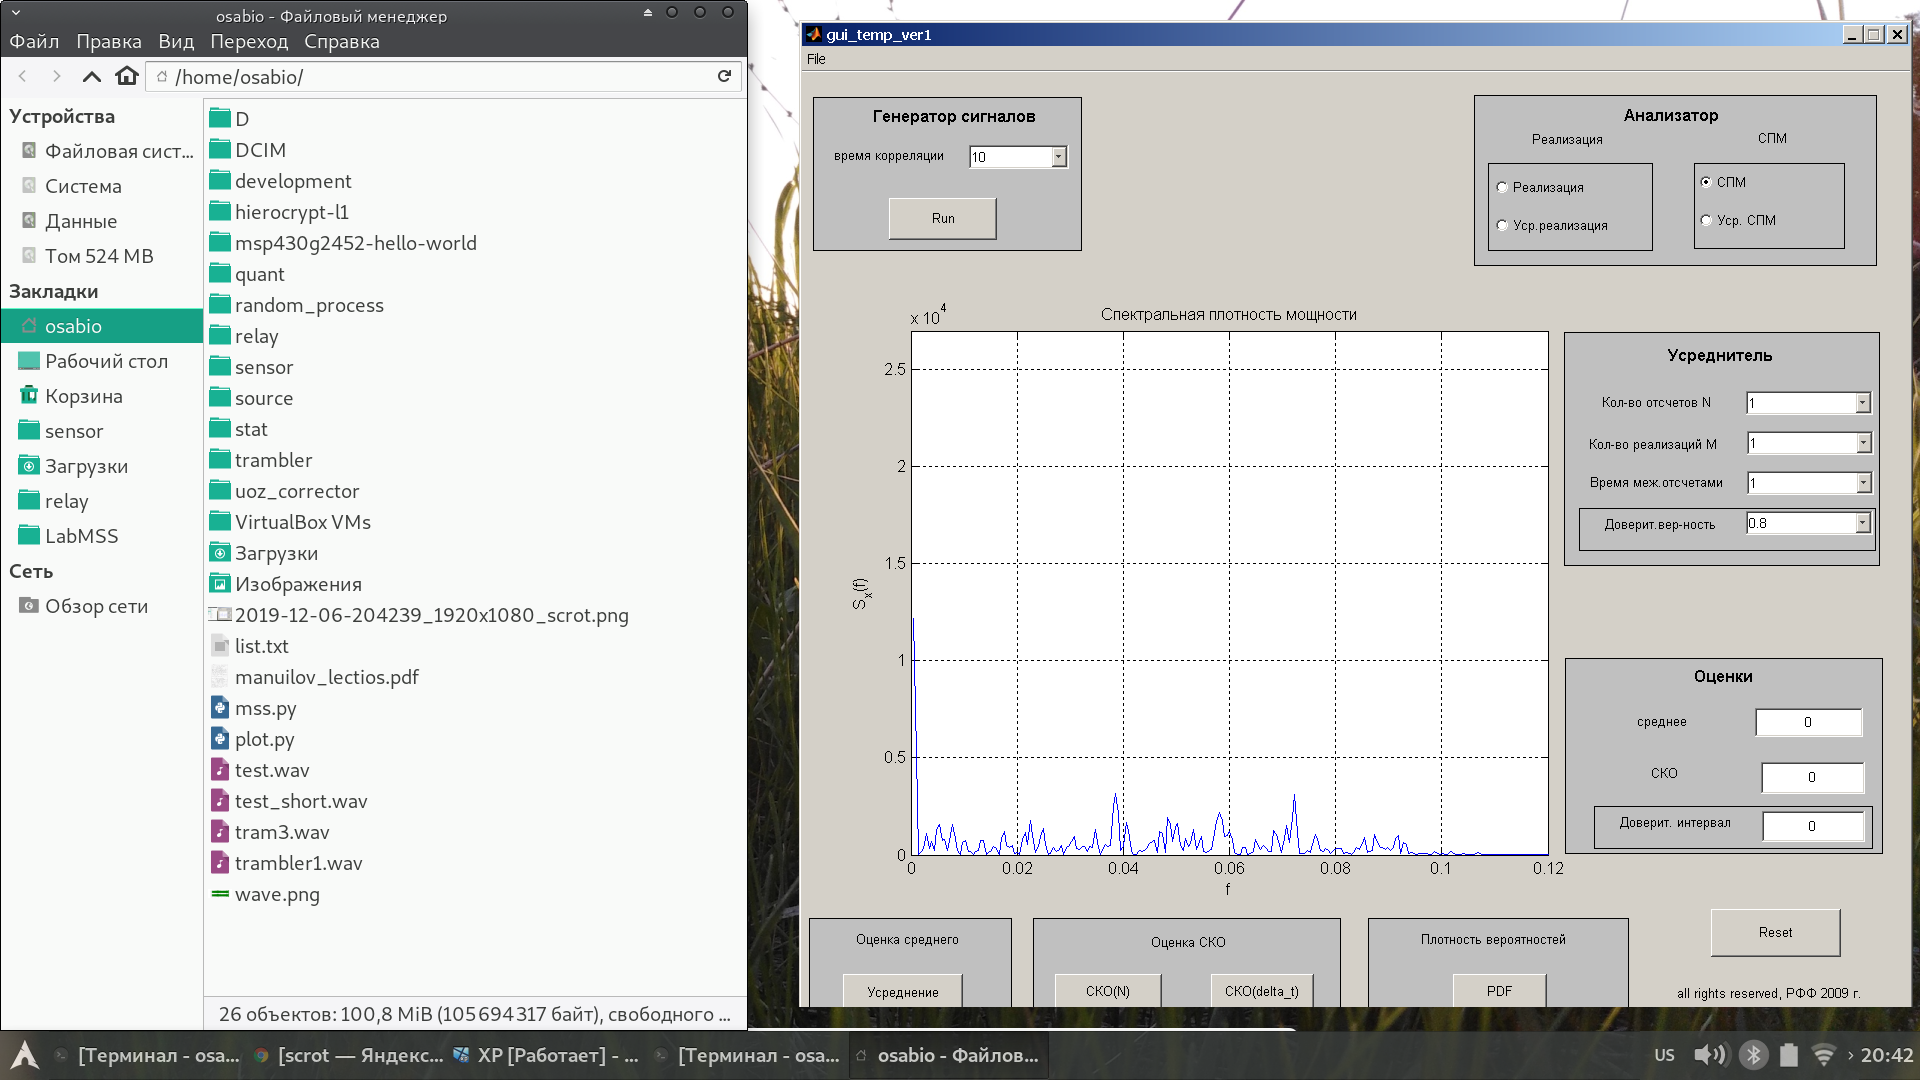 osabio - Файловый менеджер
Файл Правка Вид Переход Справка
/home/osabio/
Устройства
Файловая сист...
Система
Данные
Том 524 MB
Закладки
osabio
Рабочий стол
Корзина
sensor
Загрузки
relay
LabMSS
Сеть
Обзор сети
D
DCIM
development
hierocrypt-l1
msp430g2452-hello-world
quant
random_process
relay
sensor
source
stat
trambler
uoz_corrector
VirtualBox VMs
Загрузки
Изображения
2019-12-06-204239_1920x1080_scrot.png
list.txt
manuilov_lectios.pdf
mss.py
plot.py
test.wav
test_short.wav
tram3.wav
trambler1.wav
wave.png
26 объектов: 100,8 MiB (105 694 317 байт), свободного ...
gui_temp_ver1
File
Генератор сигналов
время корреляции 10
Run
Анализатор
Реализация СПМ
Реализация
Уср.реализация
СПМ
Уср. СПМ
Спектральная плотность мощности
x 10^4
2.5
2
1.5
1
0.5
0
S_x(f)
0 0.02 0.04 0.06 0.08 0.1 0.12
f
Усреднитель
Кол-во отсчетов N 1
Кол-во реализаций M 1
Время меж.отсчетами 1
Доверит.вер-ность 0.8
Оценки
среднее 0
СКО 0
Доверит. интервал 0
Оценка среднего
Усреднение
Оценка СКО
СКО(N) СКО(delta_t)
Плотность вероятностей
PDF
Reset
all rights reserved, РФФ 2009 г.
[Терминал - osa... [scrot — Яндекс... XP [Работает] - ... [Терминал - osa... osabio - Файлов... US 20:42